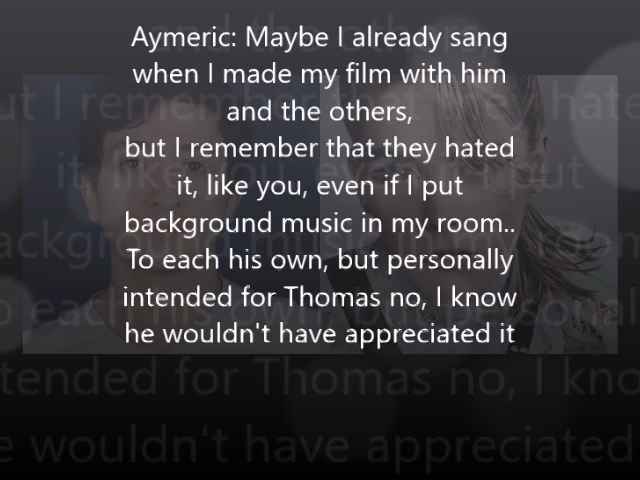 Aymeric: Maybe I already sang
when I made my film with him
and the others,
but I remember that they hated
it, like you, even if I put
background music in my room..
To each his own, but personally
intended for Thomas no, I know
he wouldn't have appreciated it